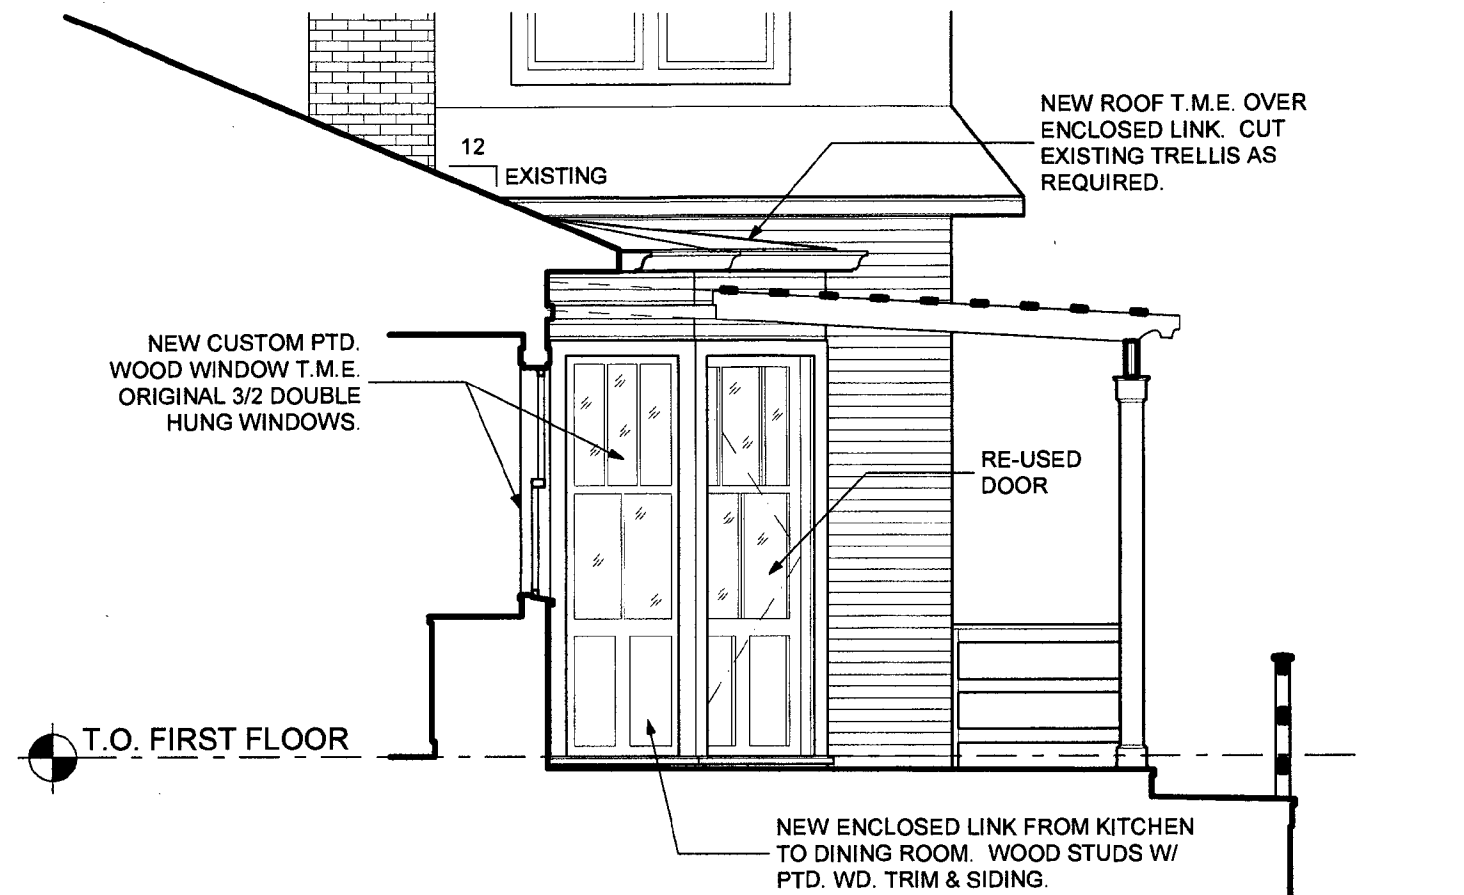 NEW ROOF T.M.E. OVER
ENCLOSED LINK. CUT
EXISTING TRELLIS AS
REQUIRED.
12
EXISTING
NEW CUSTOM PTD.
WOOD WINDOW T.M.E.
ORIGINAL 3/2 DOUBLE
HUNG WINDOWS.
RE-USED
DOOR
T.O. FIRST FLOOR
NEW ENCLOSED LINK FROM KITCHEN
TO DINING ROOM. WOOD STUDS W/
PTD. WD. TRIM & SIDING.